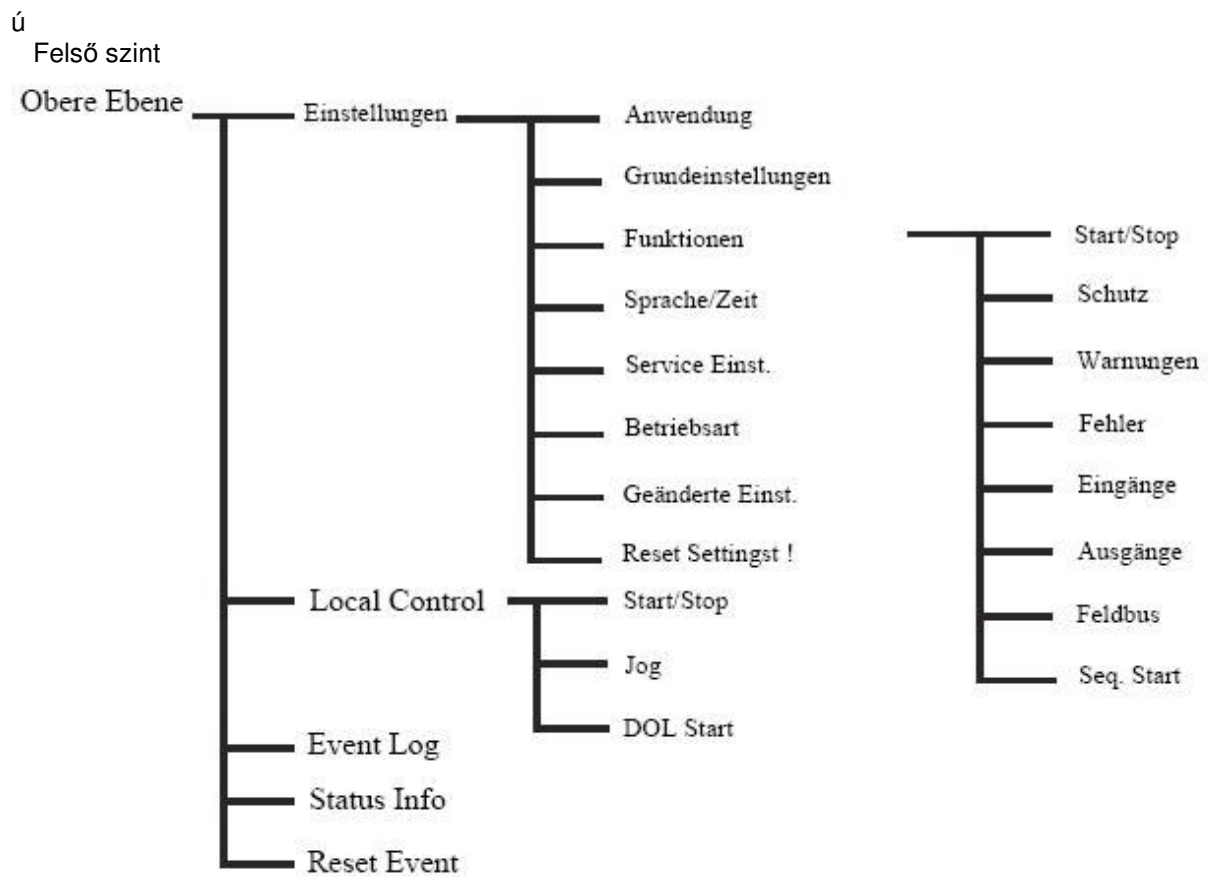 ú
Felső szint
Obere Ebene
Einstellungen
Anwendung
Grundeinstellungen
Funktionen
Sprache/Zeit
Service Einst.
Betriebsart
Geänderte Einst.
Reset Settingst !
Start/Stop
Schutz
Warnungen
Fehler
Eingänge
Ausgänge
Feldbus
Seq. Start
Local Control
Start/Stop
Jog
DOL Start
Event Log
Status Info
Reset Event